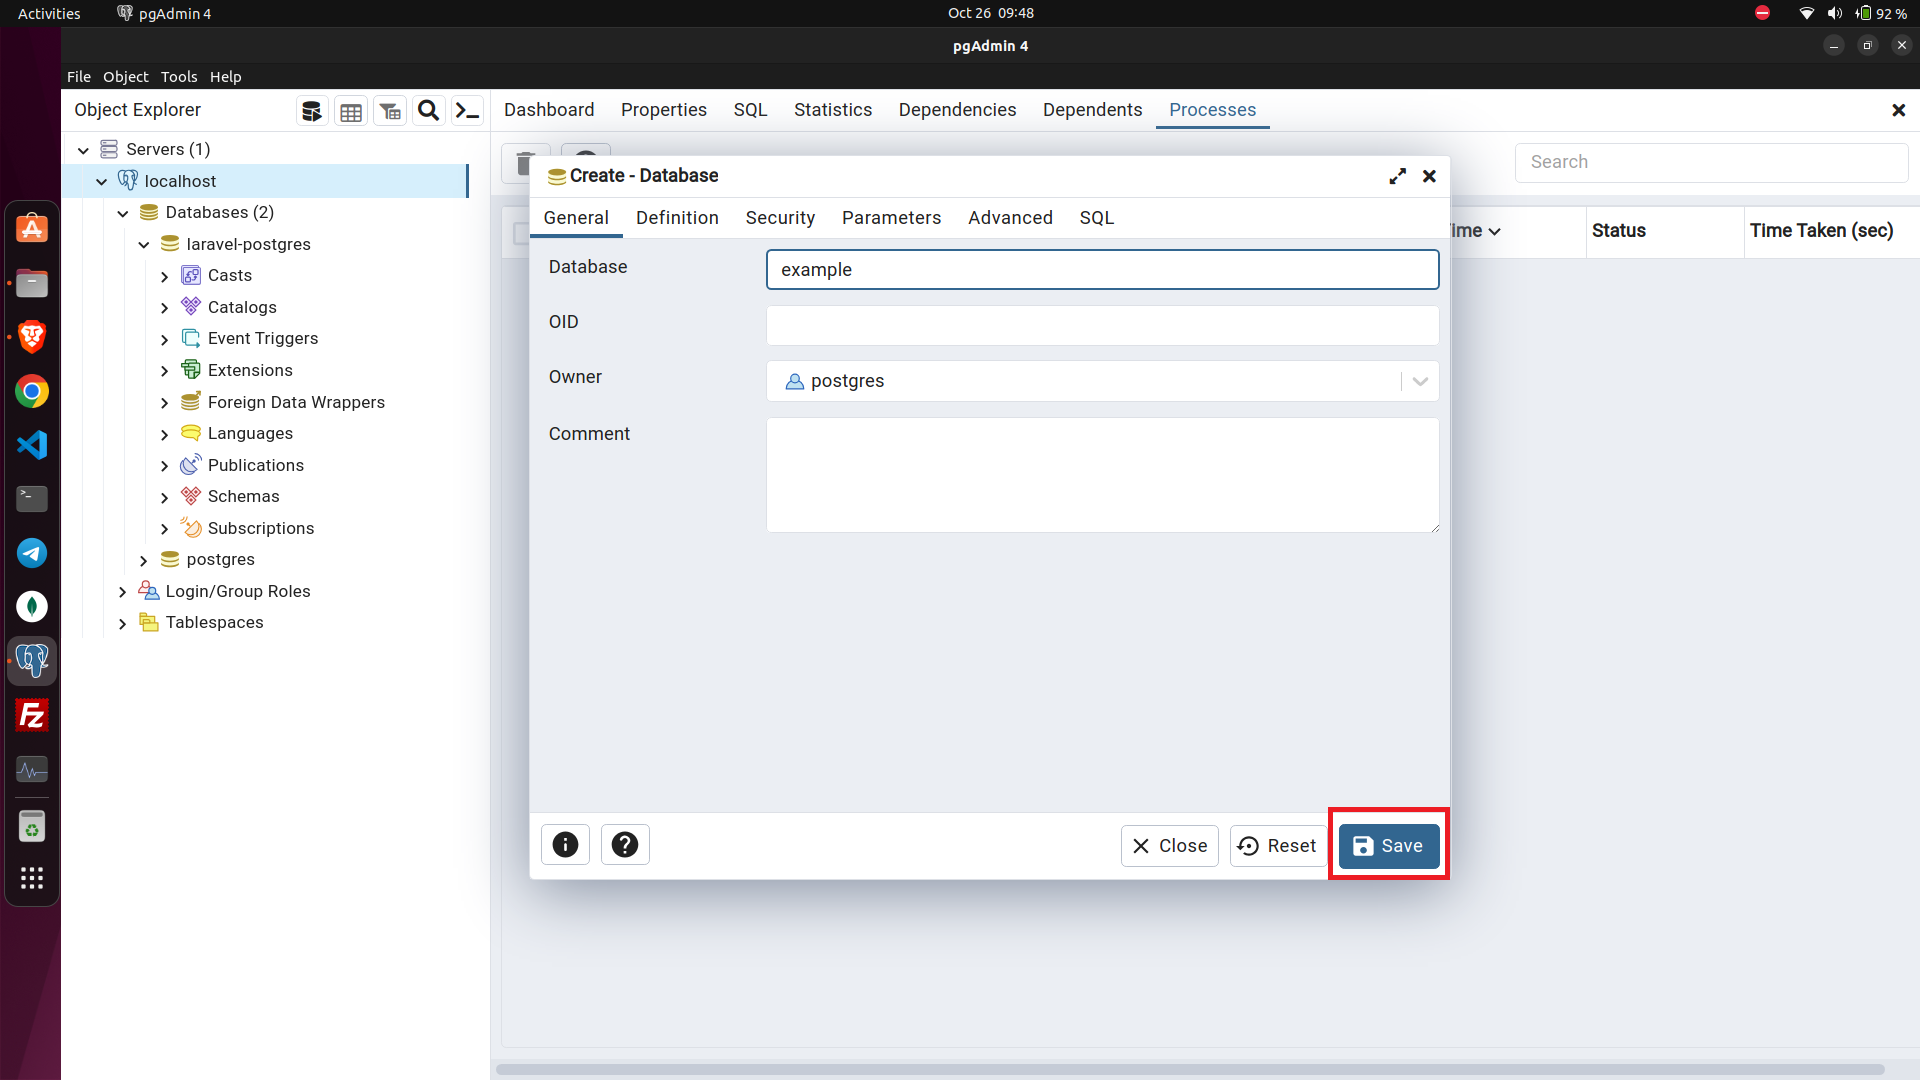 Activities
pgAdmin 4
Oct 26 09:48
92 %
pgAdmin 4
File Object Tools Help
Object Explorer
Dashboard Properties SQL Statistics Dependencies Dependents Processes
Servers (1)
localhost
Databases (2)
laravel-postgres
Casts
Catalogs
Event Triggers
Extensions
Foreign Data Wrappers
Languages
Publications
Schemas
Subscriptions
postgres
Login/Group Roles
Tablespaces
Search
Status
Time Taken (sec)
Create - Database
General Definition Security Parameters Advanced SQL
Database
example
OID
Owner
postgres
Comment
Close
Reset
Save